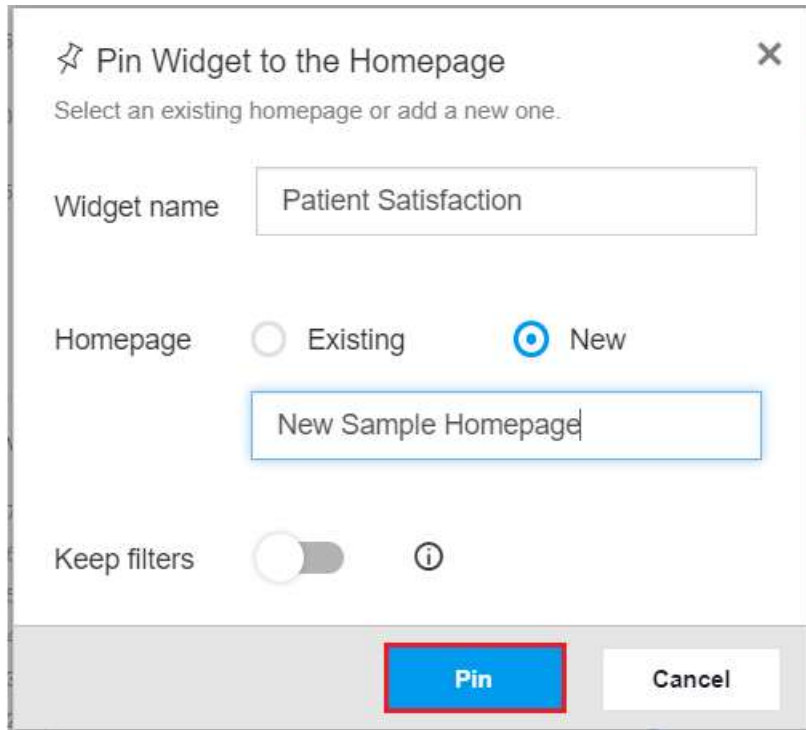 Pin Widget to the Homepage
Select an existing homepage or add a new one.
Widget name Patient Satisfaction
Homepage Existing New
New Sample Homepage
Keep filters
Pin Cancel